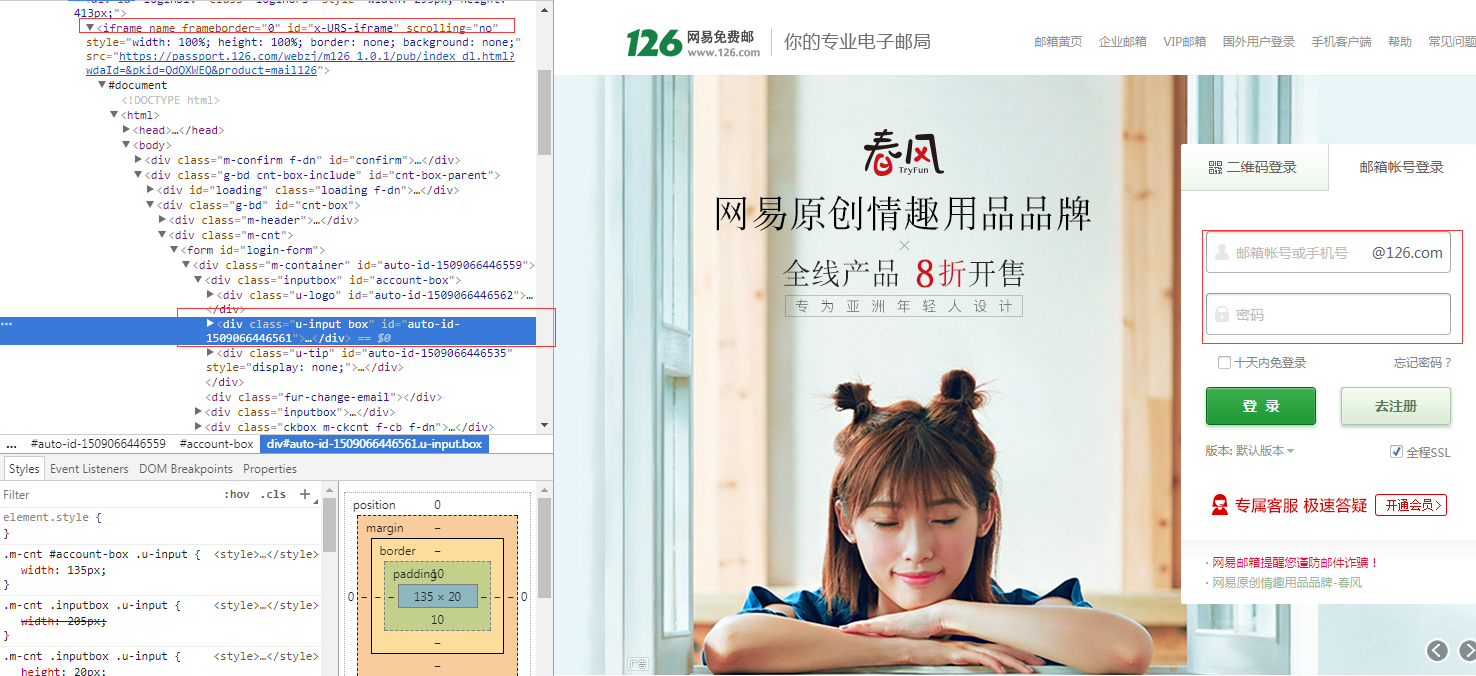 <div id="loginDiv" class="loginUrs" style="width: 295px; height:
413px;">
▼<iframe name frameborder="0" id="x-URS-iframe" scrolling="no"
style="width: 100%; height: 100%; border: none; background: none;"
src="https://passport.126.com/webzj/m126_1.0.1/pub/index_dl.html?
wdaId=&pkid=QdQXWEQ&product=mail126">
▼#document
<!DOCTYPE html>
▼<html>
▶<head>…</head>
▼<body>
▶<div class="m-confirm f-dn" id="confirm">…</div>
▼<div class="g-bd cnt-box-include" id="cnt-box-parent">
▶<div id="loading" class="loading f-dn">…</div>
▼<div class="g-bd" id="cnt-box">
▶<div class="m-header">…</div>
▼<div class="m-cnt">
▼<form id="login-form">
▼<div class="m-container" id="auto-id-1509066446559">
▼<div class="inputbox" id="account-box">
▶<div class="u-logo" id="auto-id-1509066446562">…
</div>
▶<div class="u-input box" id="auto-id-
1509066446561">…</div> == $0
▶<div class="u-tip" id="auto-id-1509066446535"
style="display: none;">…</div>
</div>
<div class="fur-change-email"></div>
▶<div class="inputbox">…</div>
▶<div class="ckbox m-ckcnt f-cb f-dn">…</div>
... #auto-id-1509066446559 #account-box div#auto-id-1509066446561.u-input.box
Styles Event Listeners DOM Breakpoints Properties
Filter :hov .cls +
element.style {
}
.m-cnt #account-box .u-input { <style>…</style>
width: 135px;
}
.m-cnt .inputbox .u-input { <style>…</style>
width: 205px;
}
.m-cnt .inputbox .u-input { <style>…</style>
height: 20px;
position 0
margin –
border –
padding 10
0 – – – 135 × 20 – – – 0
10
–
–
126 网易免费邮
www.126.com
你的专业电子邮局
邮箱黄页 企业邮箱 VIP邮箱 国外用户登录 手机客户端 帮助 常见问题
春风
TryFun
网易原创情趣用品品牌
×
全线产品 8折开售
专为亚洲年轻人设计
广告
二维码登录 邮箱帐号登录
邮箱帐号或手机号 @126.com
密码
十天内免登录 忘记密码？
登 录 去注册
版本: 默认版本 全程SSL
专属客服 极速答疑 开通会员>
· 网易邮箱提醒您谨防邮件诈骗！
· 网易原创情趣用品品牌-春风